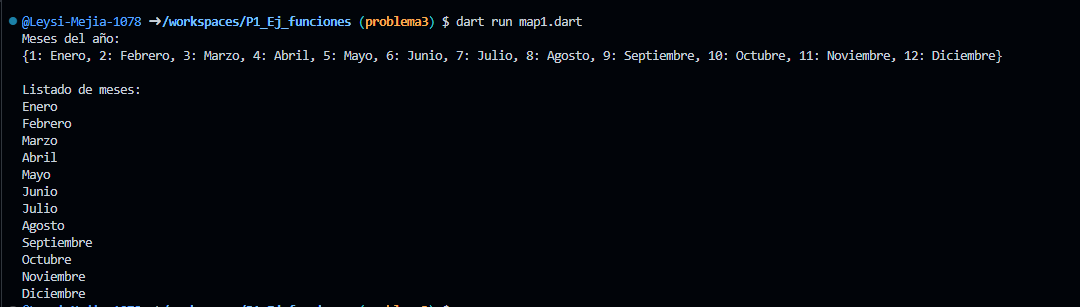 @Leysi-Mejia-1078 ➜/workspaces/P1_Ej_funciones (problema3) $ dart run map1.dart
Meses del año:
{1: Enero, 2: Febrero, 3: Marzo, 4: Abril, 5: Mayo, 6: Junio, 7: Julio, 8: Agosto, 9: Septiembre, 10: Octubre, 11: Noviembre, 12: Diciembre}
Listado de meses:
Enero
Febrero
Marzo
Abril
Mayo
Junio
Julio
Agosto
Septiembre
Octubre
Noviembre
Diciembre